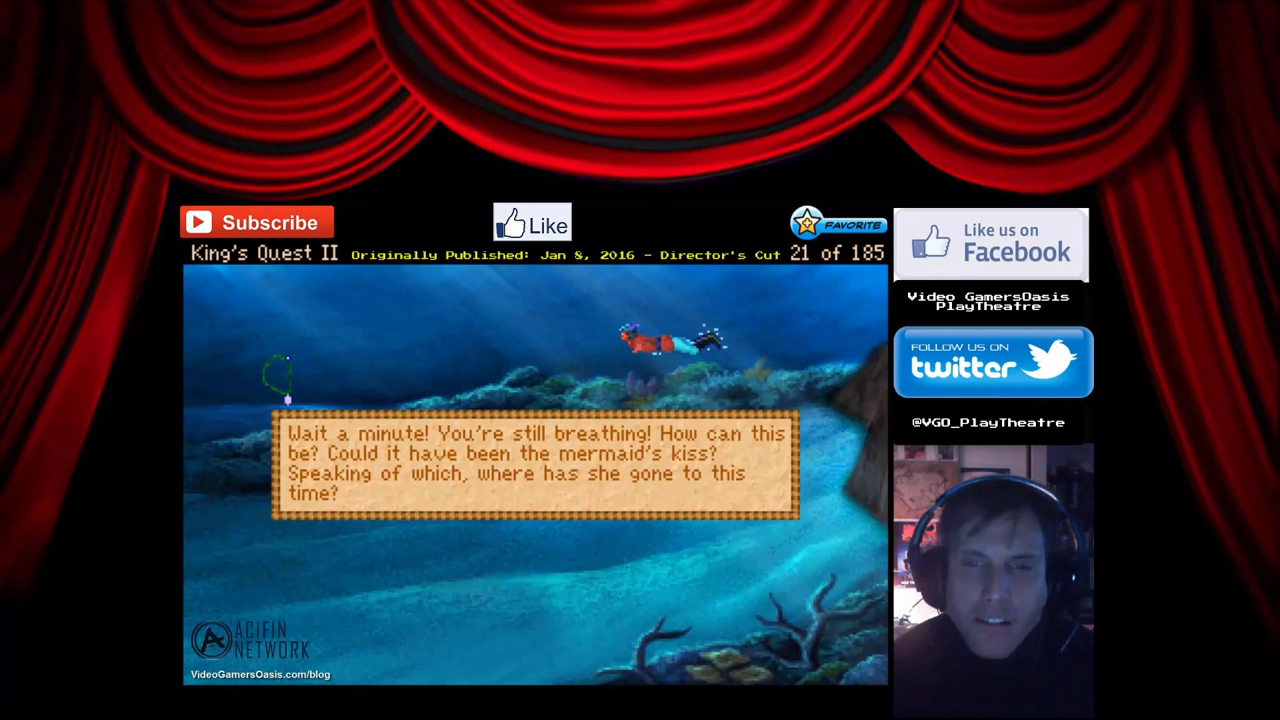 Subscribe
Like
FAVORITE
King's Quest II
Originally Published: Jan 8, 2016 - Director's Cut
21 of 185
Like us on
Facebook
Video GamersOasis
PlayTheatre
FOLLOW US ON
twitter
@VGO_PlayTheatre
Wait a minute! You're still breathing! How can this
be? Could it have been the mermaid's kiss?
Speaking of which, where has she gone to this
time?
ACIFIN
NETWORK
VideoGamersOasis.com/blog